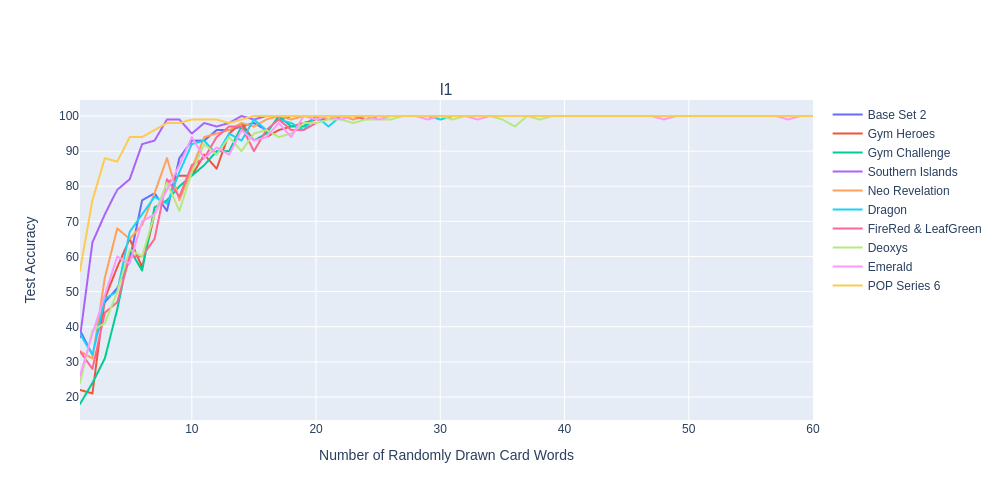 l1
100
90
80
70
60
50
40
30
20
Test Accuracy
10
20
30
40
50
60
Number of Randomly Drawn Card Words
Base Set 2
Gym Heroes
Gym Challenge
Southern Islands
Neo Revelation
Dragon
FireRed & LeafGreen
Deoxys
Emerald
POP Series 6